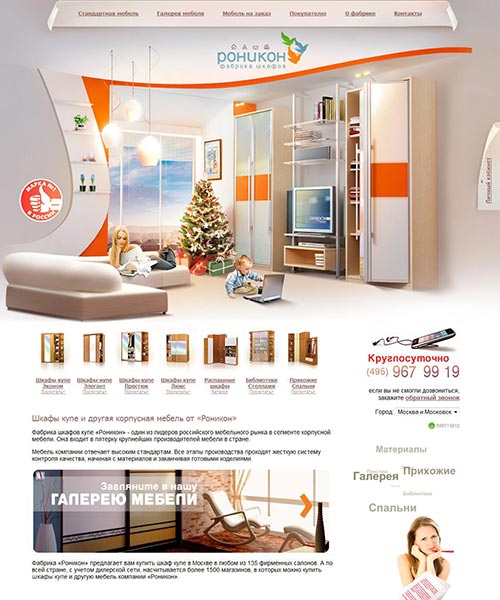 Стандартная мебель Галерея мебели Мебель на заказ Покупателю О фабрике Контакты
РОНИКОН
фабрика шкафов
Личный кабинет
МАРКА №1
В РОССИИ
Шкафы купе Эконом
Шкафы купе Элегант
Шкафы купе Престиж
Шкафы купе Люкс
Распашные шкафы
Библиотеки Стеллажи
Прихожие Спальни
Круглосуточно
(495) 967 99 19
если вы не смогли дозвониться,
закажите обратный звонок
Город: Москва и Московск
Шкафы купе и другая корпусная мебель от «Роникон»
Фабрика шкафов купе «Роникон» - один из лидеров российского мебельного рынка в сегменте корпусной
мебели. Она входит в пятерку крупнейших производителей мебели в стране.
Мебель компании отвечает высоким стандартам. Все этапы производства проходят жесткую систему
контроля качества, начиная с материалов и заканчивая готовыми изделиями
Загляните в нашу
ГАЛЕРЕЮ МЕБЕЛИ
Материалы
Галерея
Прихожие
Библиотеки
Спальни
Фабрика «Роникон» предлагает вам купить шкаф купе в Москве в любом из 135 фирменных салонов. А по
всей стране, с учетом дилерской сети, насчитывается более 1500 магазинов, в которых можно купить
шкафы купе и другую мебель компании «Роникон».